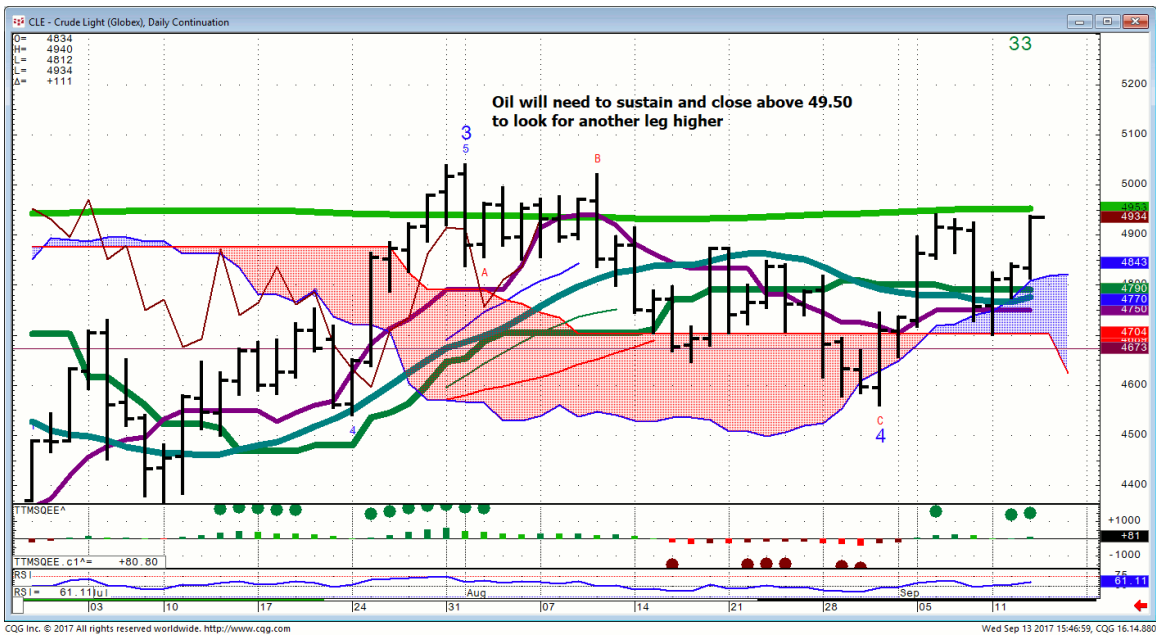 CLE - Crude Light (Globex), Daily Continuation
O= 4834
H= 4940
L= 4812
L= 4934
Δ= +111
33
Oil will need to sustain and close above 49.50
to look for another leg higher
3
5
B
A
4
C
4
5200
5100
5000
4953
4934
4900
4843
4790
4770
4750
4704
4673
4600
4500
4400
TTMSQEE^
+1000
+81
-1000
TTMSQEE.c1^= +80.80
RSI
75
61.11
RSI= 61.11
Jul
Aug
Sep
03 10 17 24 31 07 14 21 28 05 11
CQG Inc. © 2017 All rights reserved worldwide. http://www.cqg.com
Wed Sep 13 2017 15:46:59, CQG 16.14.880